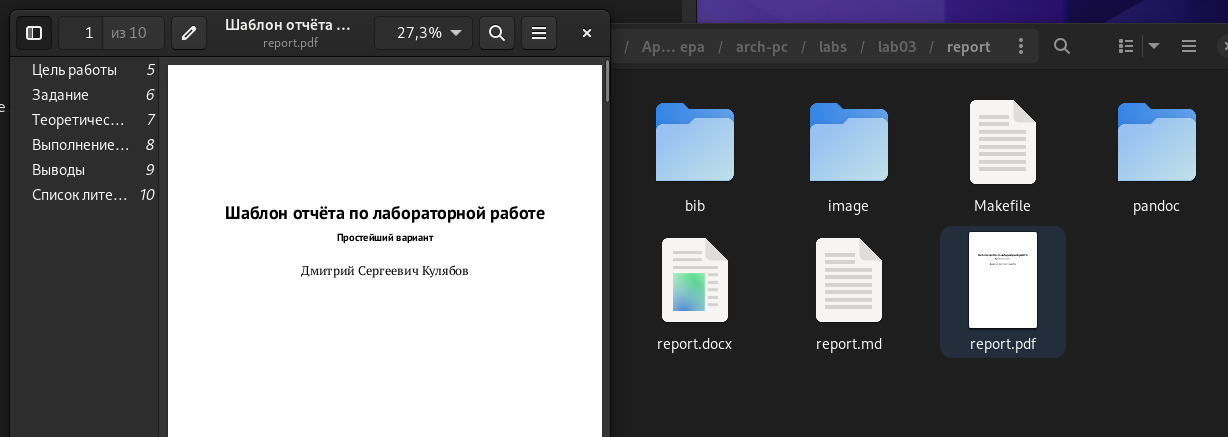 1 из 10
Шаблон отчёта ...
report.pdf
27,3%
Цель работы 5
Задание 6
Теоретичес... 7
Выполнение... 8
Выводы 9
Список лите... 10
Шаблон отчёта по лабораторной работе
Простейший вариант
Дмитрий Сергеевич Кулябов
/ Ар... ера / arch-pc / labs / lab03 / report
bib
image
Makefile
pandoc
report.docx
report.md
report.pdf